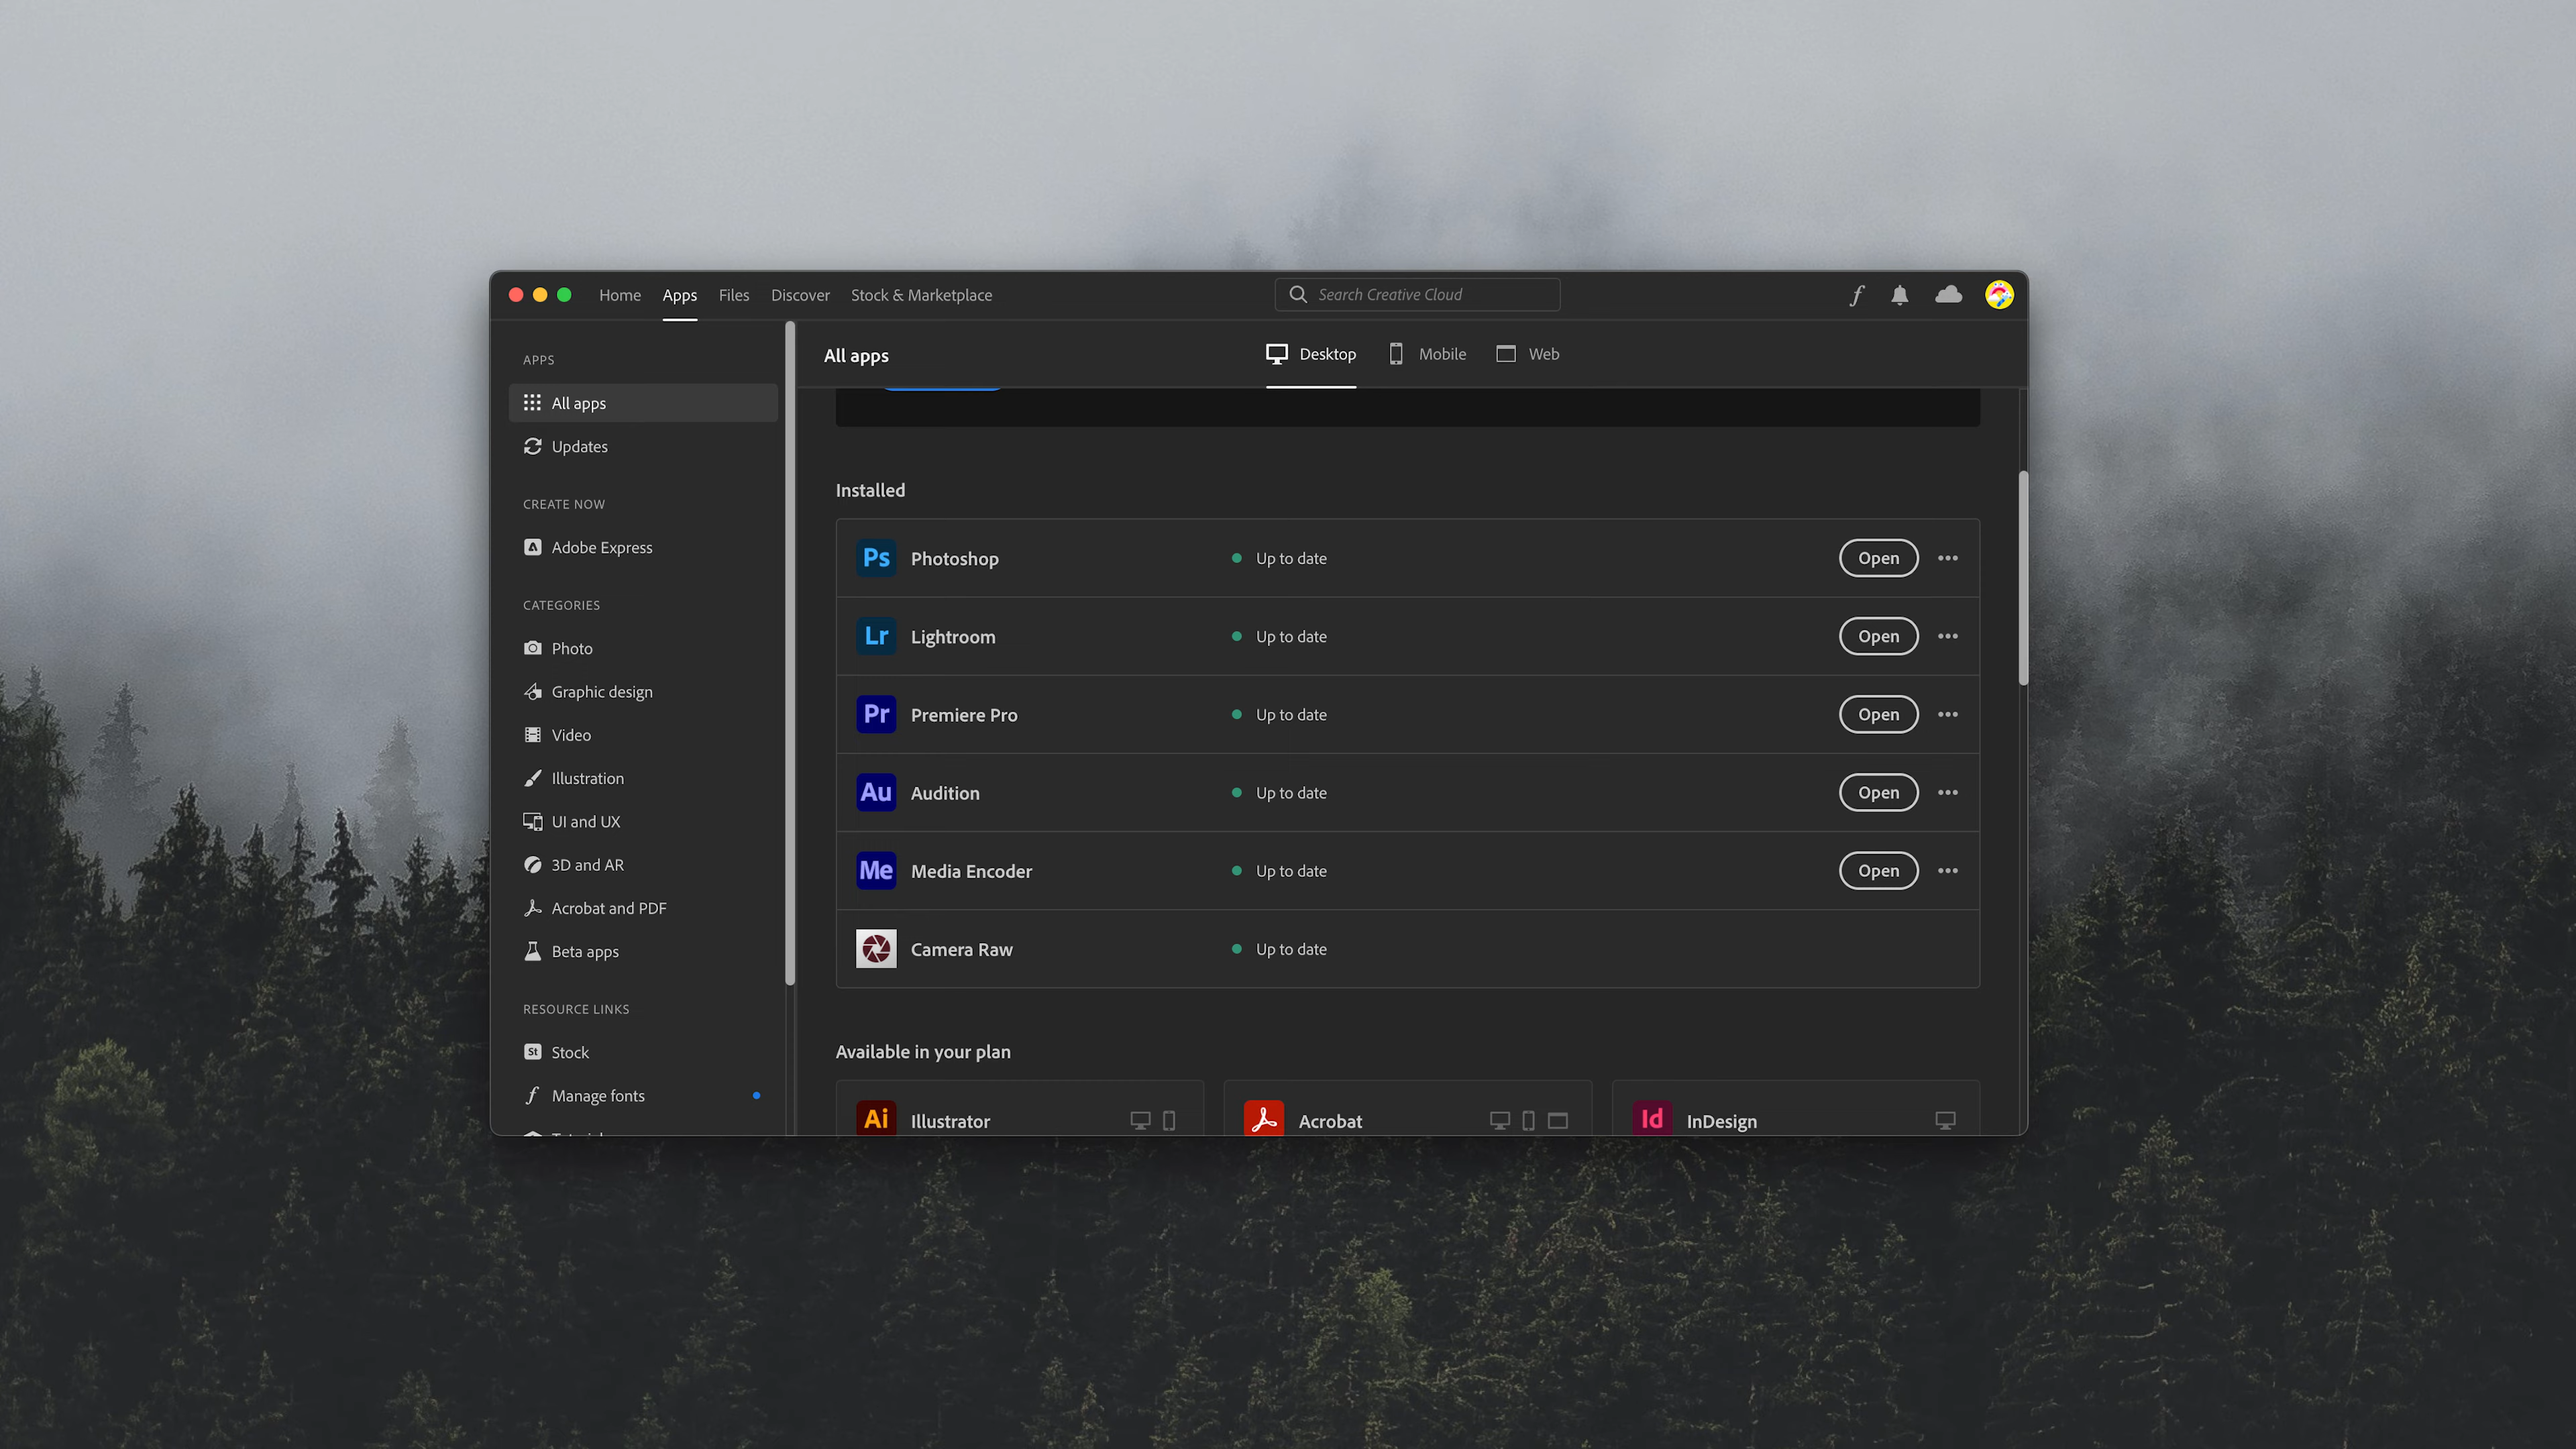 Home Apps Files Discover Stock & Marketplace
Search Creative Cloud
APPS
All apps
Updates
CREATE NOW
Adobe Express
CATEGORIES
Photo
Graphic design
Video
Illustration
UI and UX
3D and AR
Acrobat and PDF
Beta apps
RESOURCE LINKS
St Stock
Manage fonts
All apps
Desktop Mobile Web
Installed
Ps Photoshop Up to date Open
Lr Lightroom Up to date Open
Pr Premiere Pro Up to date Open
Au Audition Up to date Open
Me Media Encoder Up to date Open
Camera Raw Up to date
Available in your plan
Ai Illustrator
Acrobat
Id InDesign